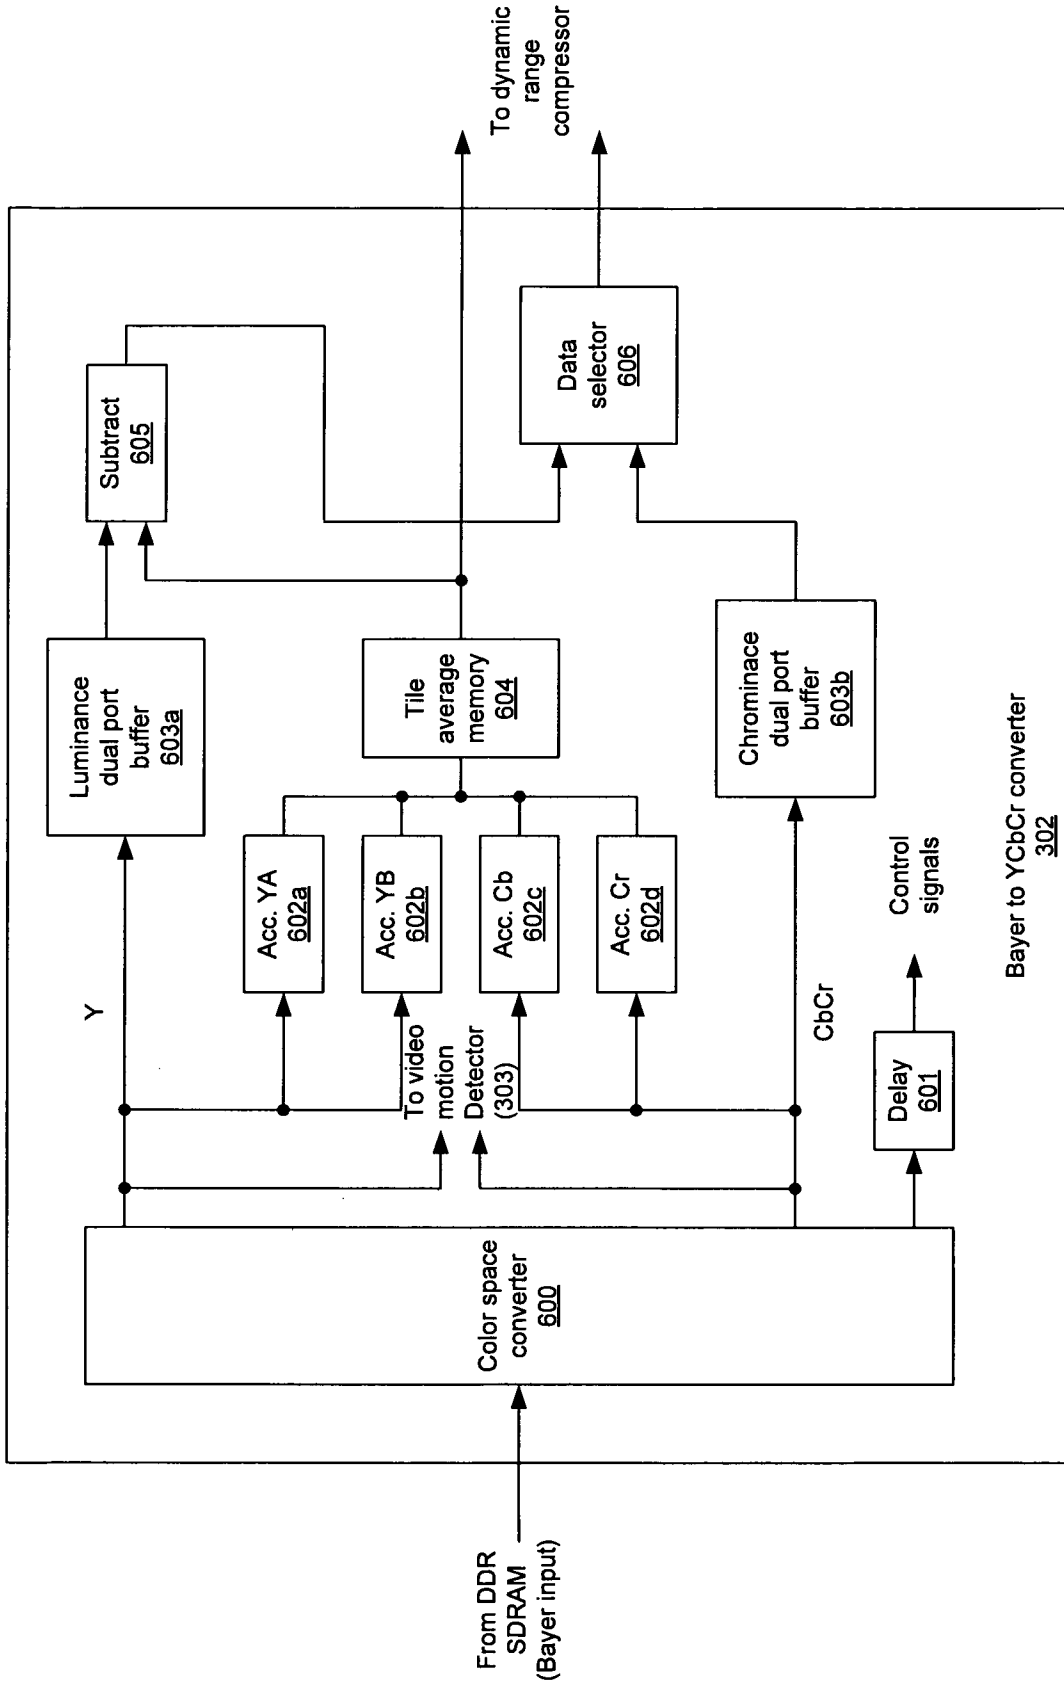 From DDR
SDRAM
(Bayer input)
Color space
converter
600
Y
To video
motion
Detector
(303)
CbCr
Delay
601
Control
signals
Acc. YA
602a
Acc. YB
602b
Acc. Cb
602c
Acc. Cr
602d
Luminance
dual port
buffer
603a
Tile
average
memory
604
Chrominace
dual port
buffer
603b
Subtract
605
Data
selector
606
To dynamic
range
compressor
Bayer to YCbCr converter
302